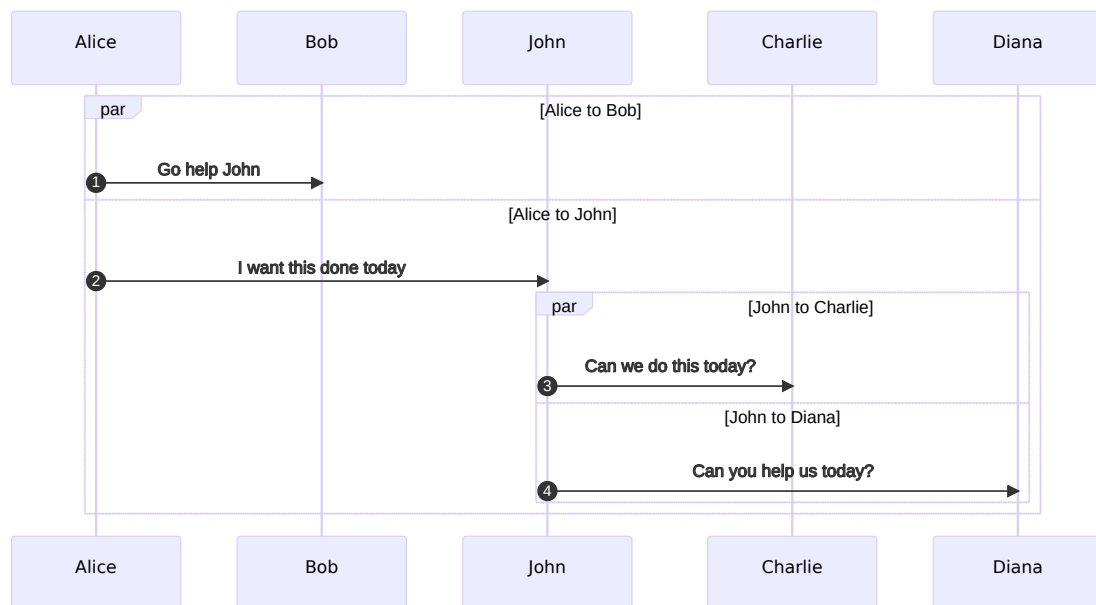 Alice Bob John Charlie Diana
par [Alice to Bob]
Go help John
1
[Alice to John]
I want this done today
2
par [John to Charlie]
Can we do this today?
3
[John to Diana]
Can you help us today?
4
Alice Bob John Charlie Diana